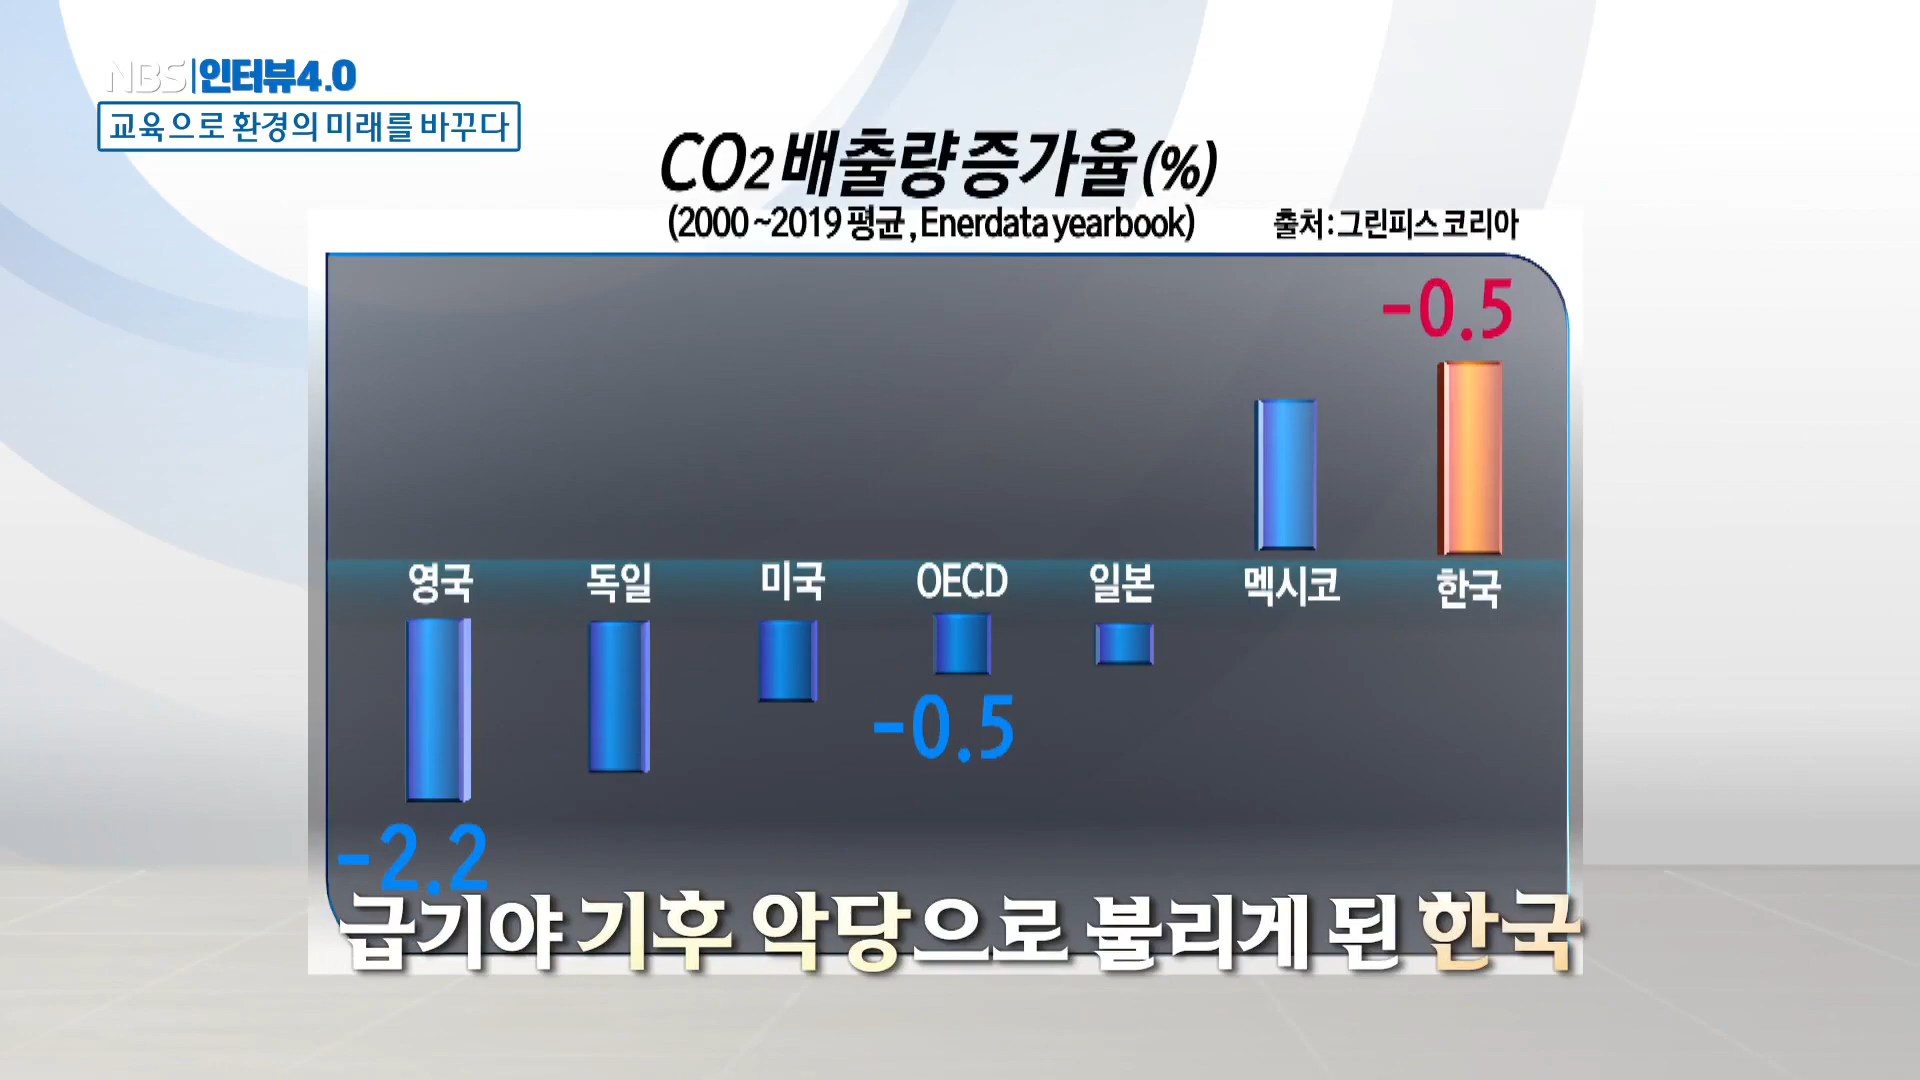 NBS 인터뷰4.0
교육으로 환경의 미래를 바꾸다
CO2 배출량 증가율 (%)
(2000 ~2019 평균, Enerdata yearbook)
출처 : 그린피스 코리아
-0.5
영국 독일 미국 OECD 일본 멕시코 한국
-0.5
-2.2
급기야 기후 악당으로 불리게 된 한국